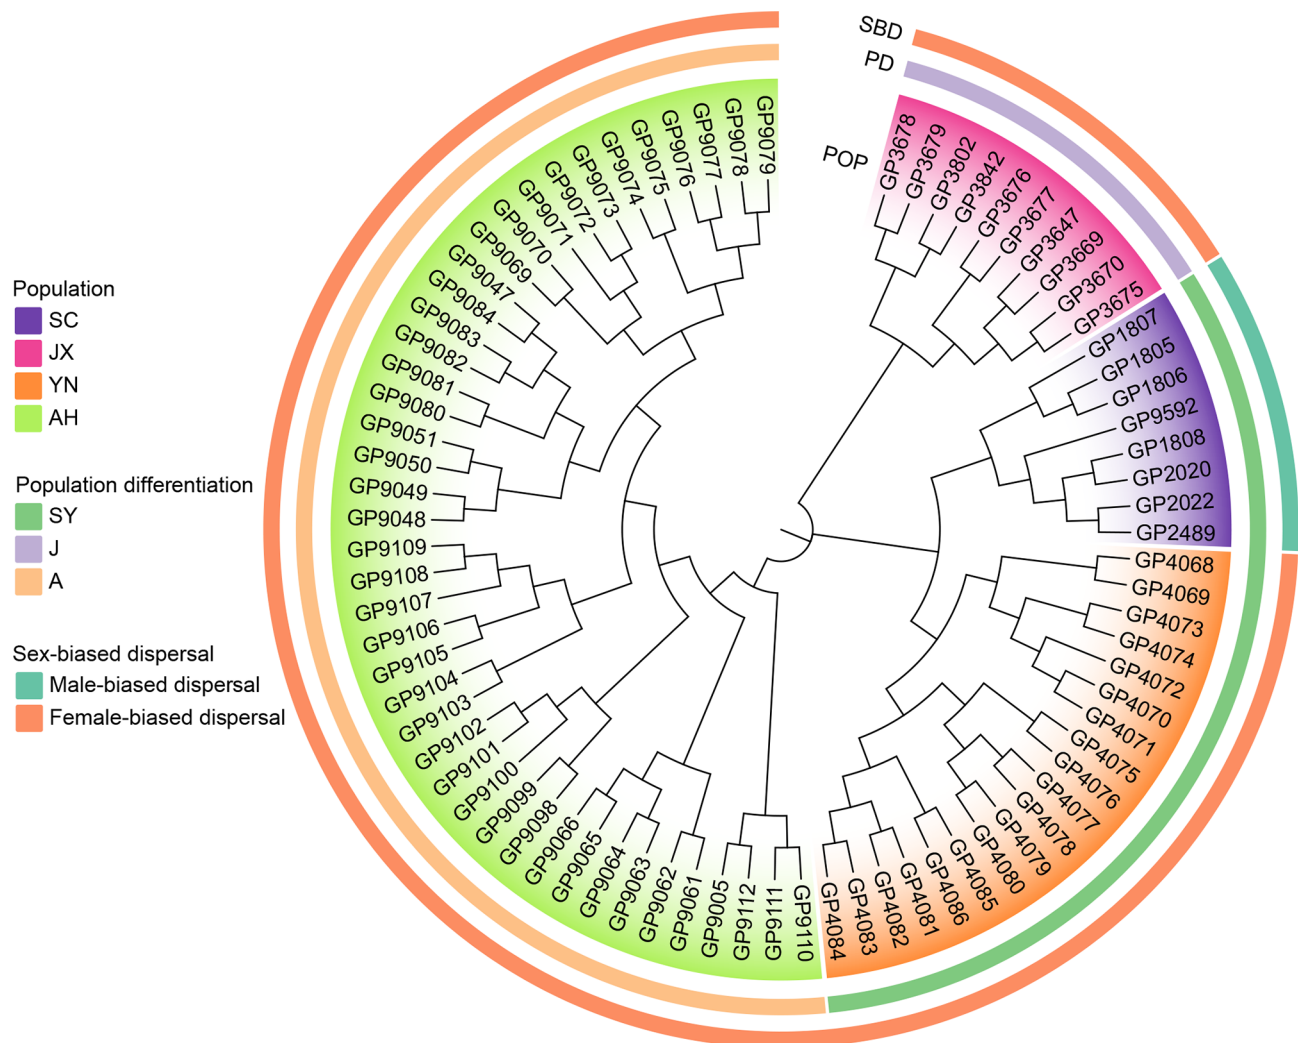 SBD
PD
POP
Population
SC
JX
YN
AH
Population differentiation
SY
J
A
Sex-biased dispersal
Male-biased dispersal
Female-biased dispersal
GP3678
GP3679
GP3802
GP3842
GP3676
GP3677
GP3647
GP3669
GP3670
GP3675
GP1807
GP1805
GP1806
GP9592
GP1808
GP2020
GP2022
GP2489
GP4068
GP4069
GP4073
GP4074
GP4072
GP4070
GP4071
GP4075
GP4076
GP4077
GP4078
GP4079
GP4080
GP4085
GP4086
GP4081
GP4082
GP4083
GP4084
GP9110
GP9111
GP9112
GP9005
GP9061
GP9062
GP9063
GP9064
GP9065
GP9066
GP9098
GP9099
GP9100
GP9101
GP9102
GP9103
GP9104
GP9105
GP9106
GP9107
GP9108
GP9109
GP9048
GP9049
GP9050
GP9051
GP9080
GP9081
GP9082
GP9083
GP9084
GP9047
GP9069
GP9070
GP9071
GP9072
GP9073
GP9074
GP9075
GP9076
GP9077
GP9078
GP9079